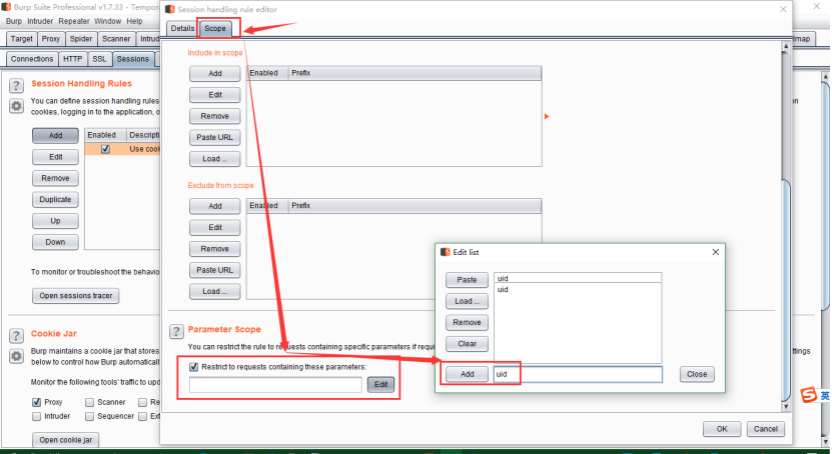 Burp Suite Professional v1.7.33 - Tempor
Session handling rule editor
Burp Intruder Repeater Window Help
Details Scope
Target Proxy Spider Scanner Intrud
map
Connections HTTP SSL Sessions
Include in scope
Session Handling Rules
Add Enabled Prefix
You can define session handling rules
on
Edit
cookies, logging in to the application, o
Remove
Add Enabled Descripti
Paste URL
Use cook
Edit
Load ...
Remove
Exclude from scope
Duplicate
Add Enabled Prefix
Up
Edit
Down
Remove
Edit list
To monitor or troubleshoot the behavio
Paste URL
Paste uid
Open sessions tracer
Load ...
uid
Load ...
Remove
Parameter Scope
Cookie Jar
You can restrict the rule to requests containing specific parameters if requi
Clear
Burp maintains a cookie jar that stores
ttings
below to control how Burp automaticall
Restrict to requests containing these parameters:
Add uid Close
Monitor the following tools' traffic to upd
Edit
Proxy Scanner Re
英
Intruder Sequencer Ext
OK Cancel
Open cookie jar